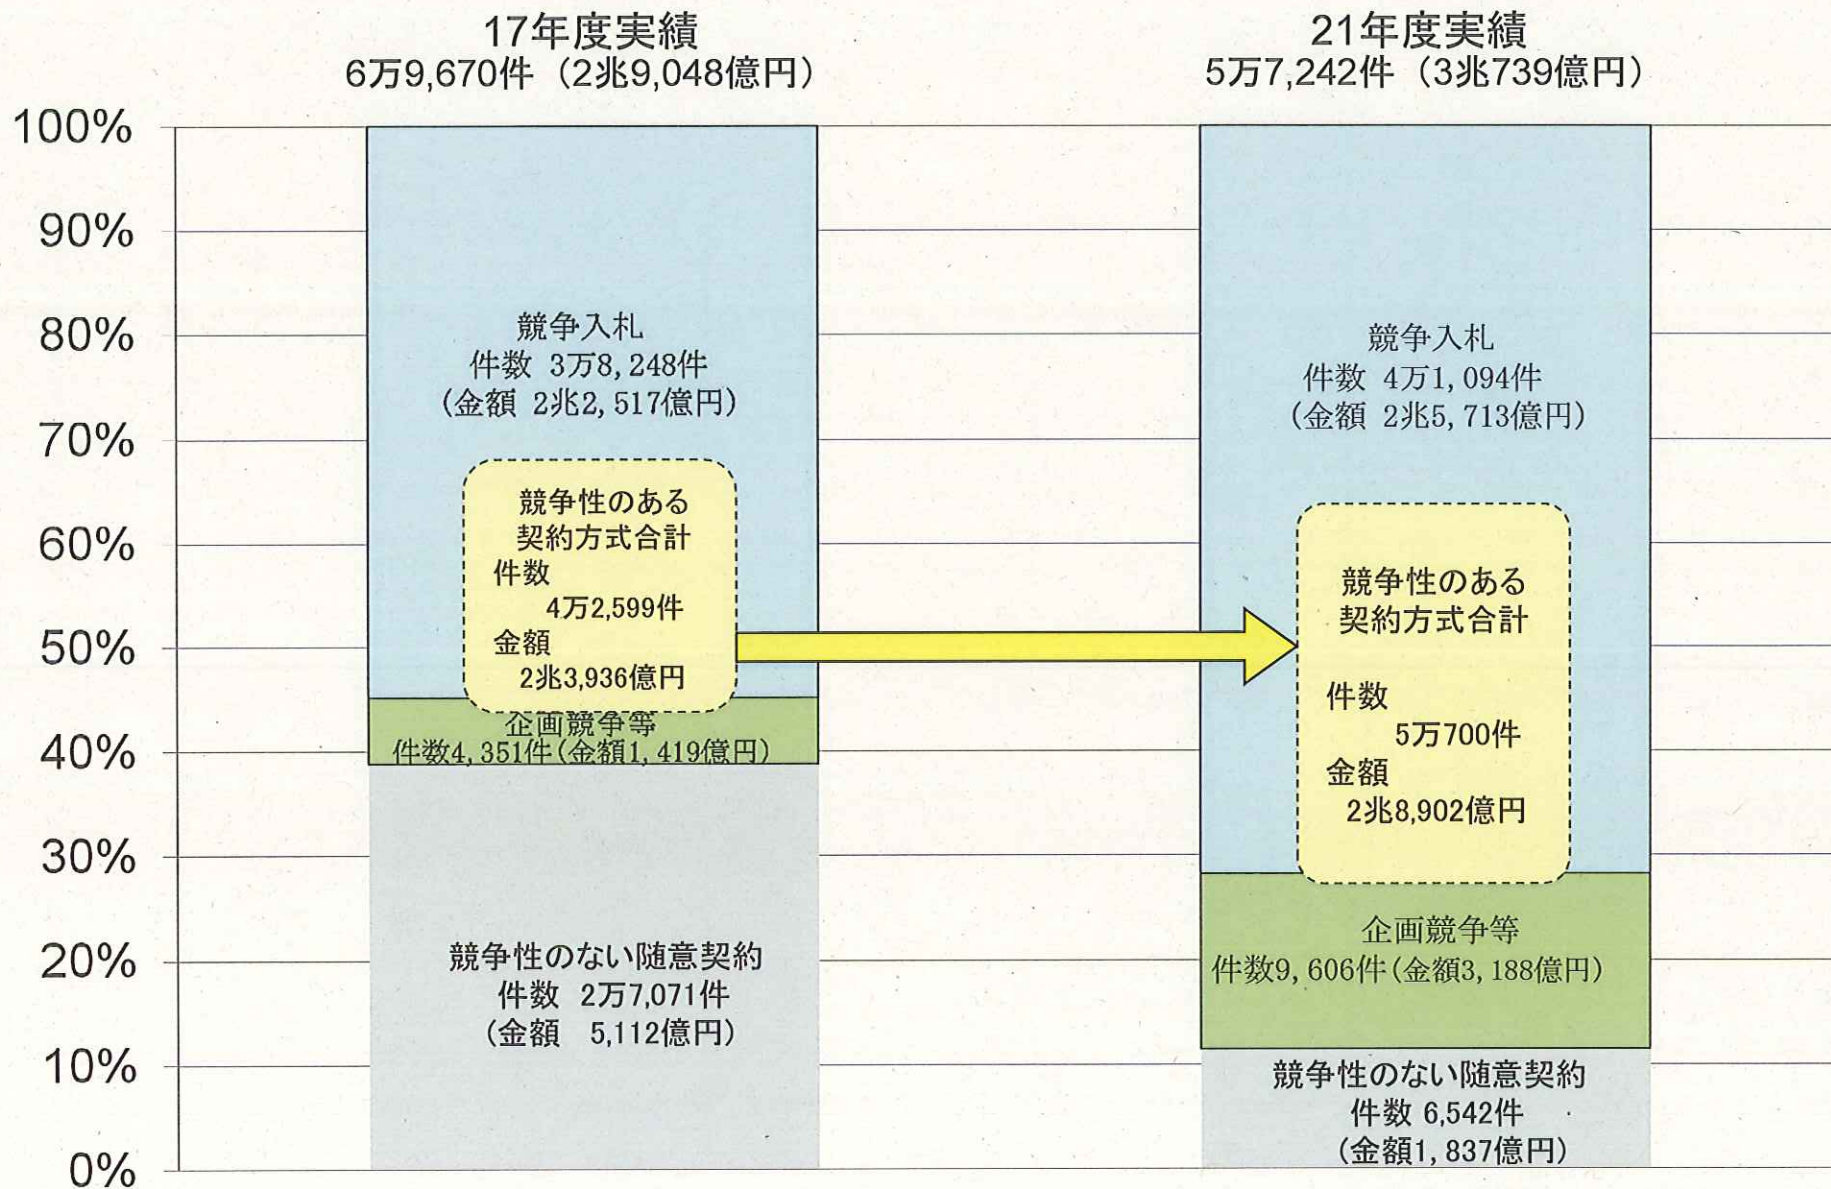 17年度実績
6万9,670件（2兆9,048億円）
21年度実績
5万7,242件（3兆739億円）
100%
90%
80%
70%
60%
50%
40%
30%
20%
10%
0%
競争入札
件数 3万8,248件
(金額 2兆2,517億円)
競争性のある
契約方式合計
件数
4万2,599件
金額
2兆3,936億円
企画競争等
件数4,351件(金額1,419億円)
競争性のない随意契約
件数 2万7,071件
(金額 5,112億円)
競争入札
件数 4万1,094件
(金額 2兆5,713億円)
競争性のある
契約方式合計
件数
5万700件
金額
2兆8,902億円
企画競争等
件数9,606件(金額3,188億円)
競争性のない随意契約
件数 6,542件
(金額1,837億円)